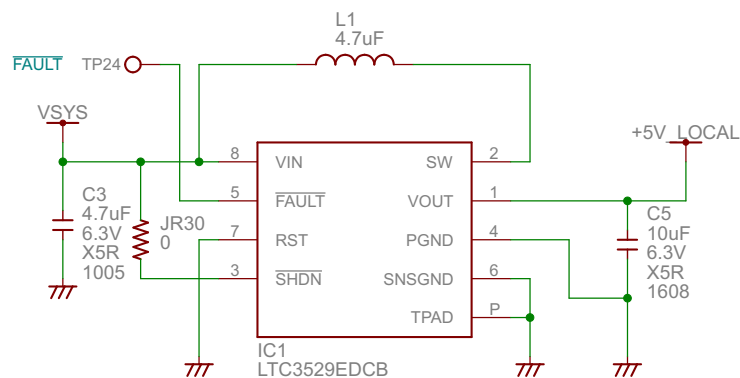 L1
4.7uF
FAULT TP24
VSYS
+5V_LOCAL
8 VIN SW 2
5 FAULT VOUT 1
7 RST PGND 4
3 SHDN SNSGND 6
TPAD P
C3
4.7uF
6.3V
X5R
1005
JR30
0
C5
10uF
6.3V
X5R
1608
IC1
LTC3529EDCB